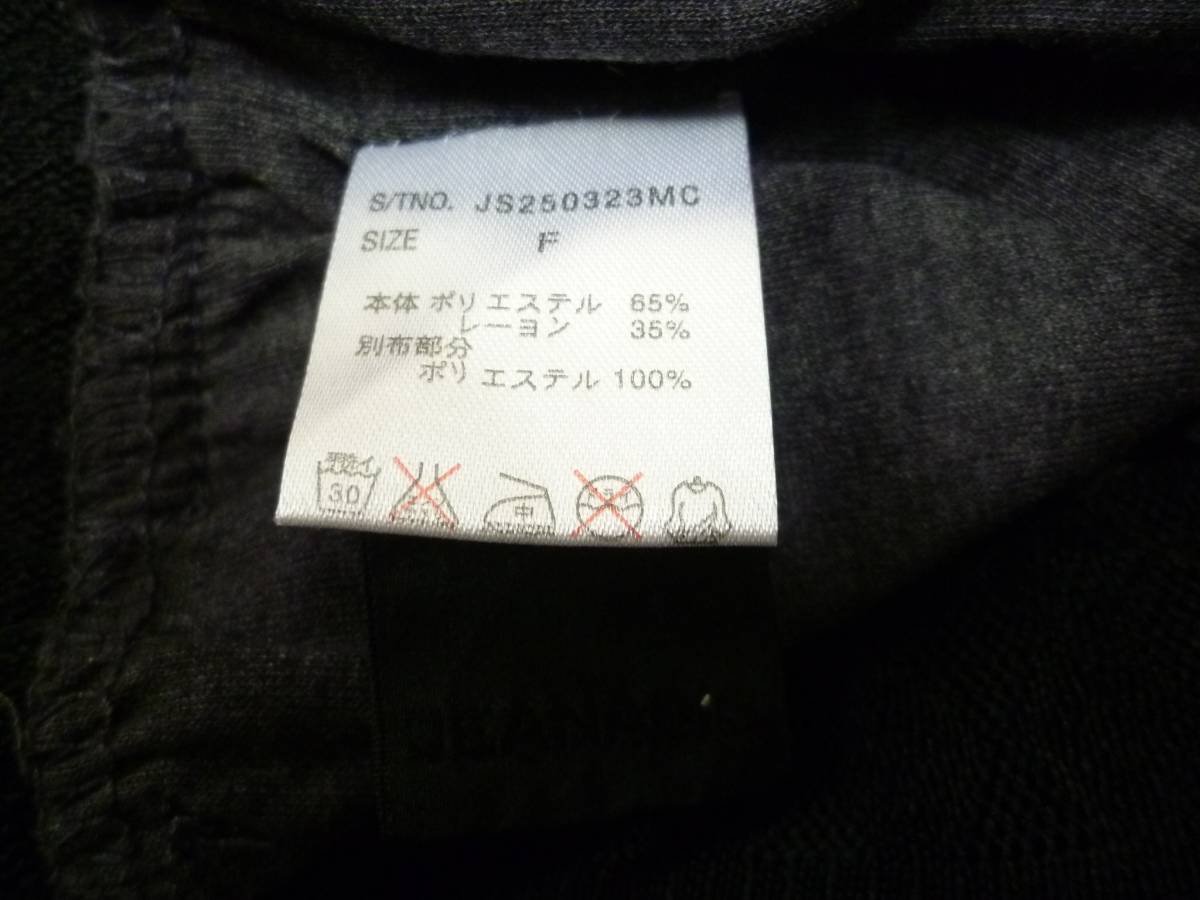 S/TNO. JS250323MC
SIZE F
本体 ポリエステル 65%
レーヨン 35%
別布部分
ポリエステル 100%
30 中